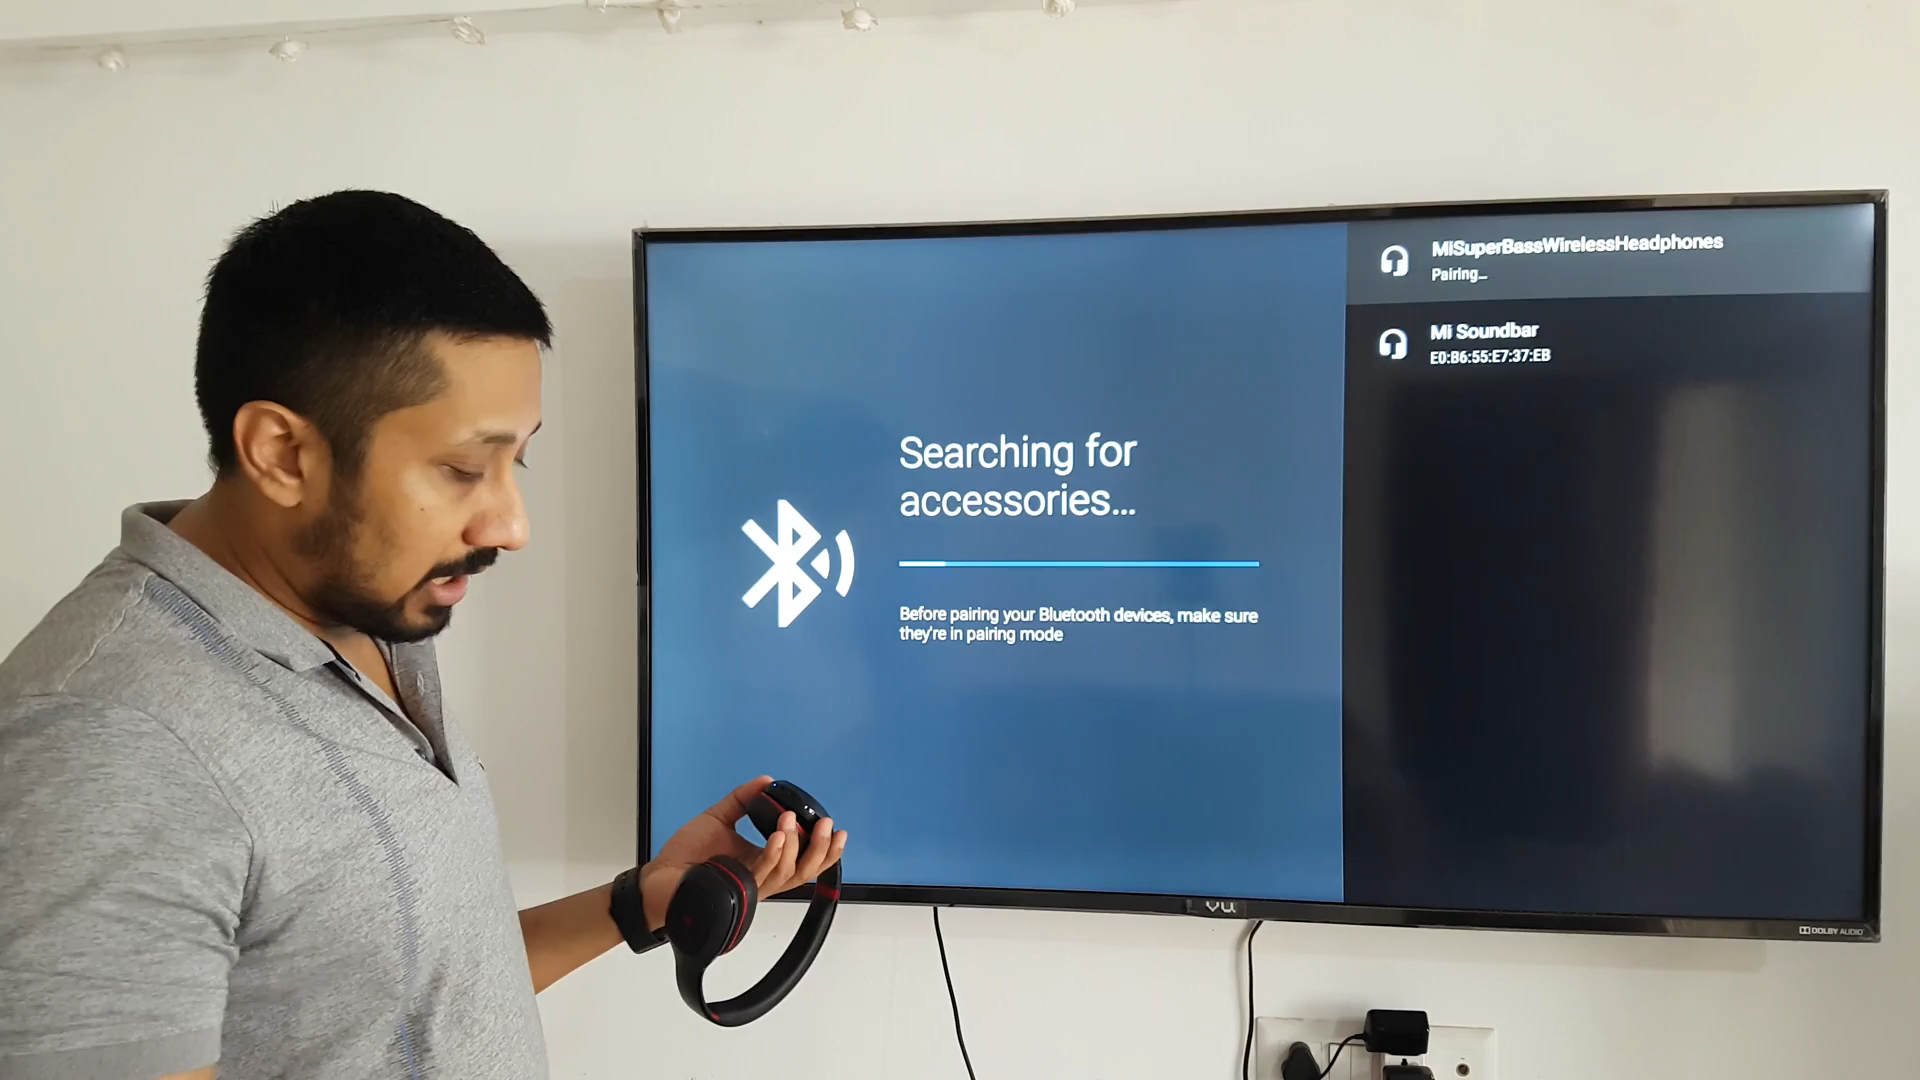 MiSuperBassWirelessHeadphones
Pairing...
Mi Soundbar
E0:B6:55:E7:37:EB
Searching for
accessories...
Before pairing your Bluetooth devices, make sure
they're in pairing mode
vu
DOLBY AUDIO